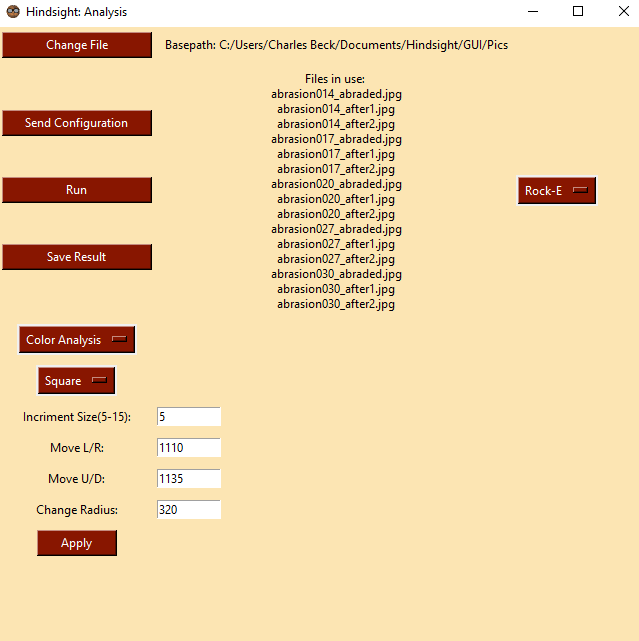 Hindsight: Analysis
Change File
Basepath: C:/Users/Charles Beck/Documents/Hindsight/GUI/Pics
Files in use:
abrasion014_abraded.jpg
abrasion014_after1.jpg
abrasion014_after2.jpg
abrasion017_abraded.jpg
abrasion017_after1.jpg
abrasion017_after2.jpg
abrasion020_abraded.jpg
abrasion020_after1.jpg
abrasion020_after2.jpg
abrasion027_abraded.jpg
abrasion027_after1.jpg
abrasion027_after2.jpg
abrasion030_abraded.jpg
abrasion030_after1.jpg
abrasion030_after2.jpg
Send Configuration
Run
Rock-E
Save Result
Color Analysis
Square
Incriment Size(5-15): 5
Move L/R: 1110
Move U/D: 1135
Change Radius: 320
Apply